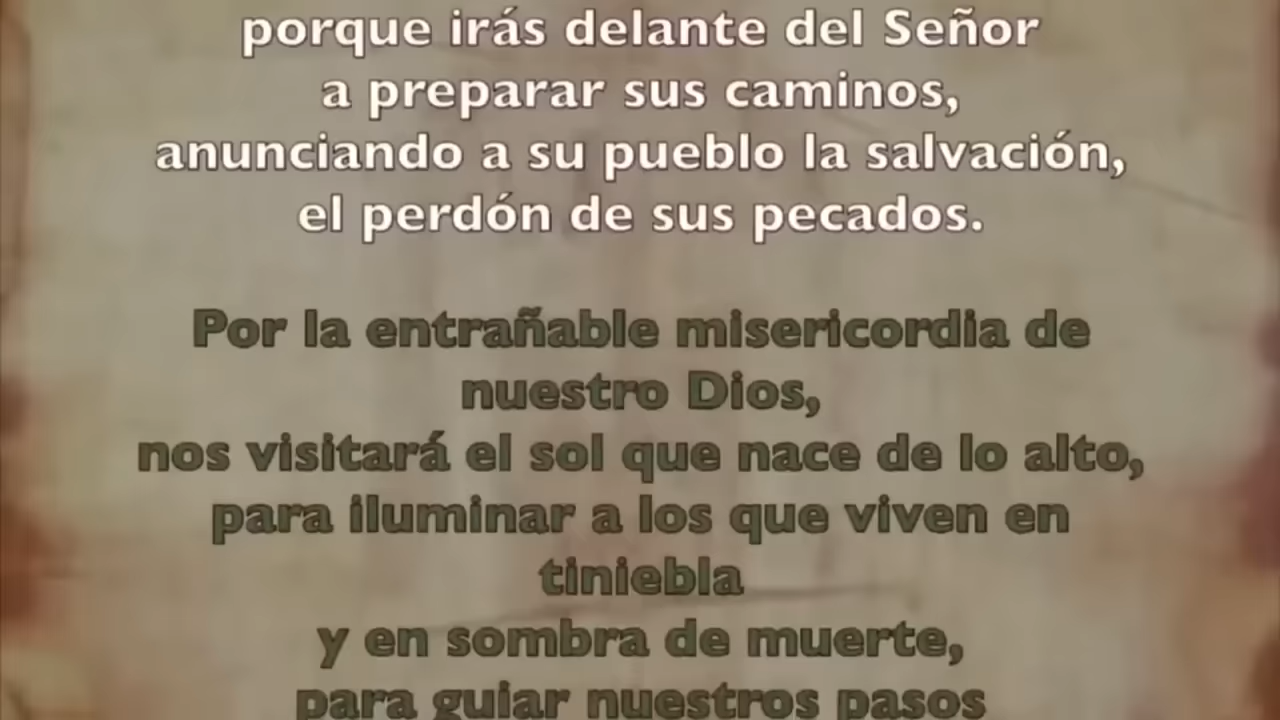 porque irás delante del Señor
a preparar sus caminos,
anunciando a su pueblo la salvación,
el perdón de sus pecados.
Por la entrañable misericordia de
nuestro Dios,
nos visitará el sol que nace de lo alto,
para iluminar a los que viven en
tiniebla
y en sombra de muerte,
para guiar nuestros pasos